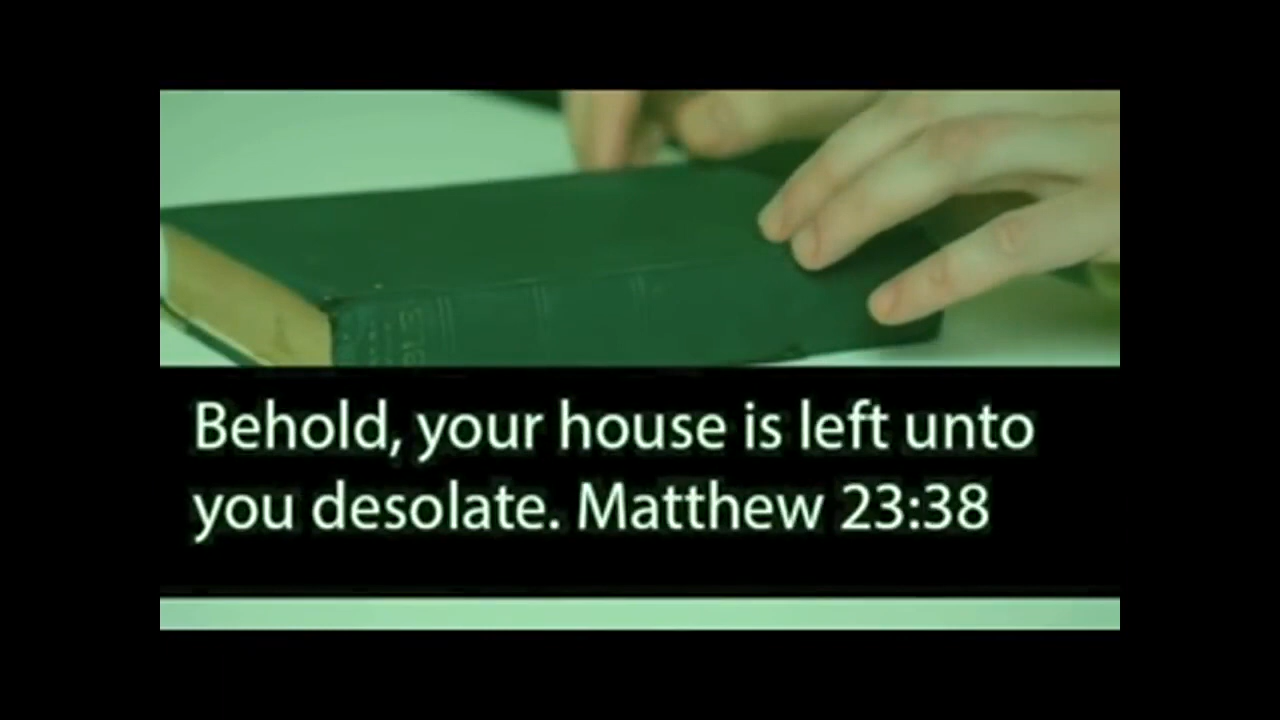 Behold, your house is left unto
you desolate. Matthew 23:38